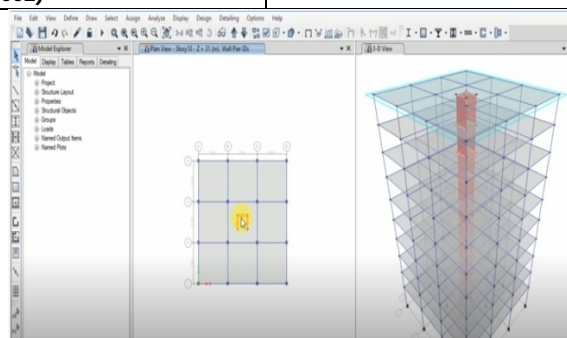 File Edit View Define Draw Select Assign Analyze Display Design Detailing Options Help
Model Explorer
Model Display Tables Reports Detailing
Model
Project
Structure Layout
Properties
Structural Objects
Groups
Loads
Named Output Items
Named Plots
Plan View - Story10 - Z = 31 (m) Wall Pier IDs
3-D View